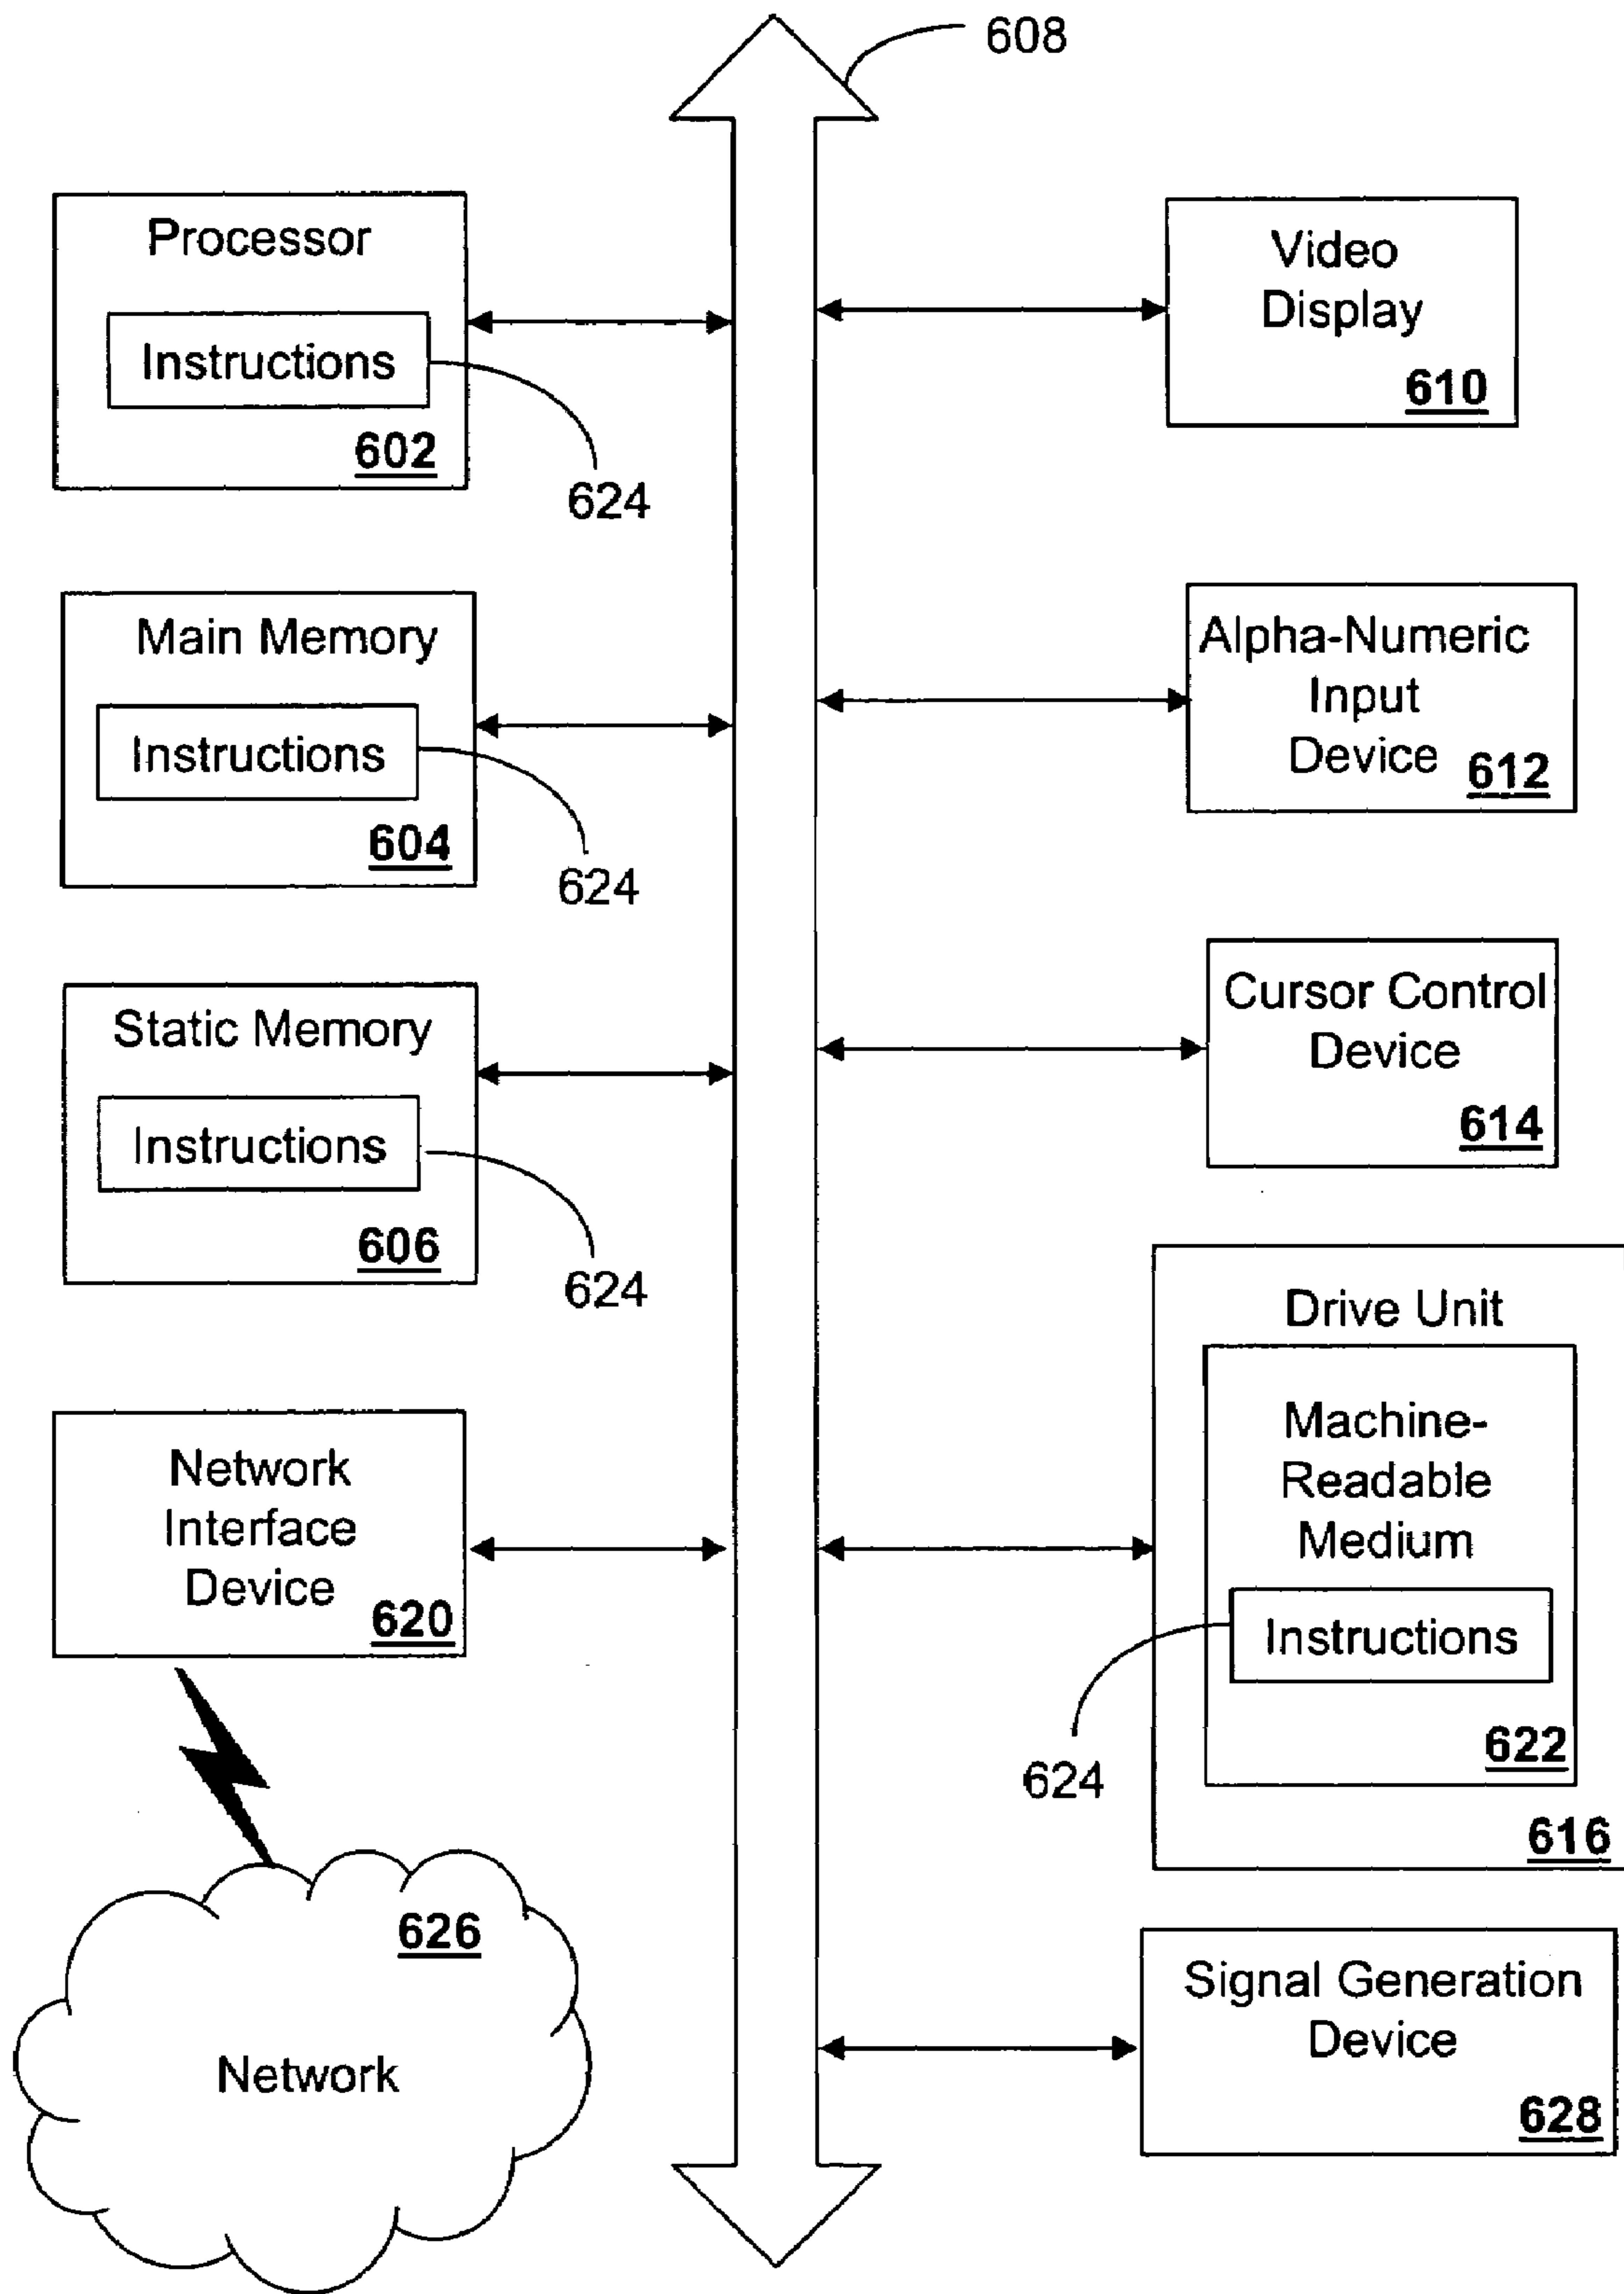 608
Processor
Instructions
602
624
Video
Display
610
Main Memory
Instructions
604
624
Alpha-Numeric
Input
Device
612
Static Memory
Instructions
606
624
Cursor Control
Device
614
Network
Interface
Device
620
Drive Unit
Machine-
Readable
Medium
Instructions
622
624
616
626
Network
Signal Generation
Device
628